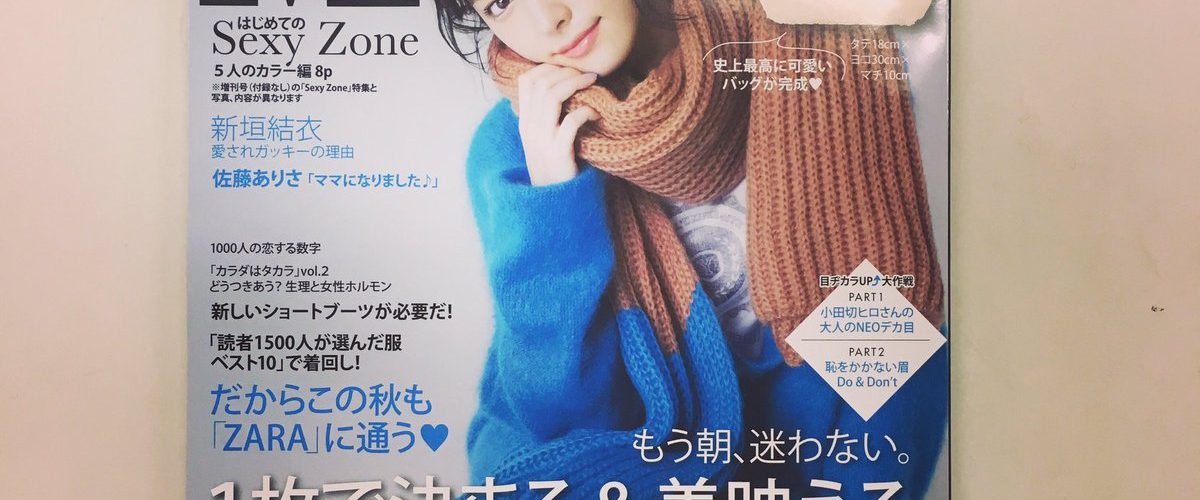 はじめての
Sexy Zone
5人のカラー編 8p
※増刊号(付録なし)の「Sexy Zone」特集と
写真、内容が異なります
新垣結衣
愛されガッキーの理由
佐藤ありさ「ママになりました♪」
1000人の恋する数字
「カラダはタカラ」vol.2
どうつきあう? 生理と女性ホルモン
新しいショートブーツが必要だ!
「読者1500人が選んだ服
ベスト10」で着回し!
だからこの秋も
「ZARA」に通う♥
史上最高に可愛い
バッグが完成♥
タテ18cm×
ヨコ30cm×
マチ10cm
目ヂカラUP⤴大作戦
PART1
小田切ヒロさんの
大人のNEOデカ目
PART2
恥をかかない眉
Do & Don't
もう朝、迷わない。
1枚で決まる&着映える